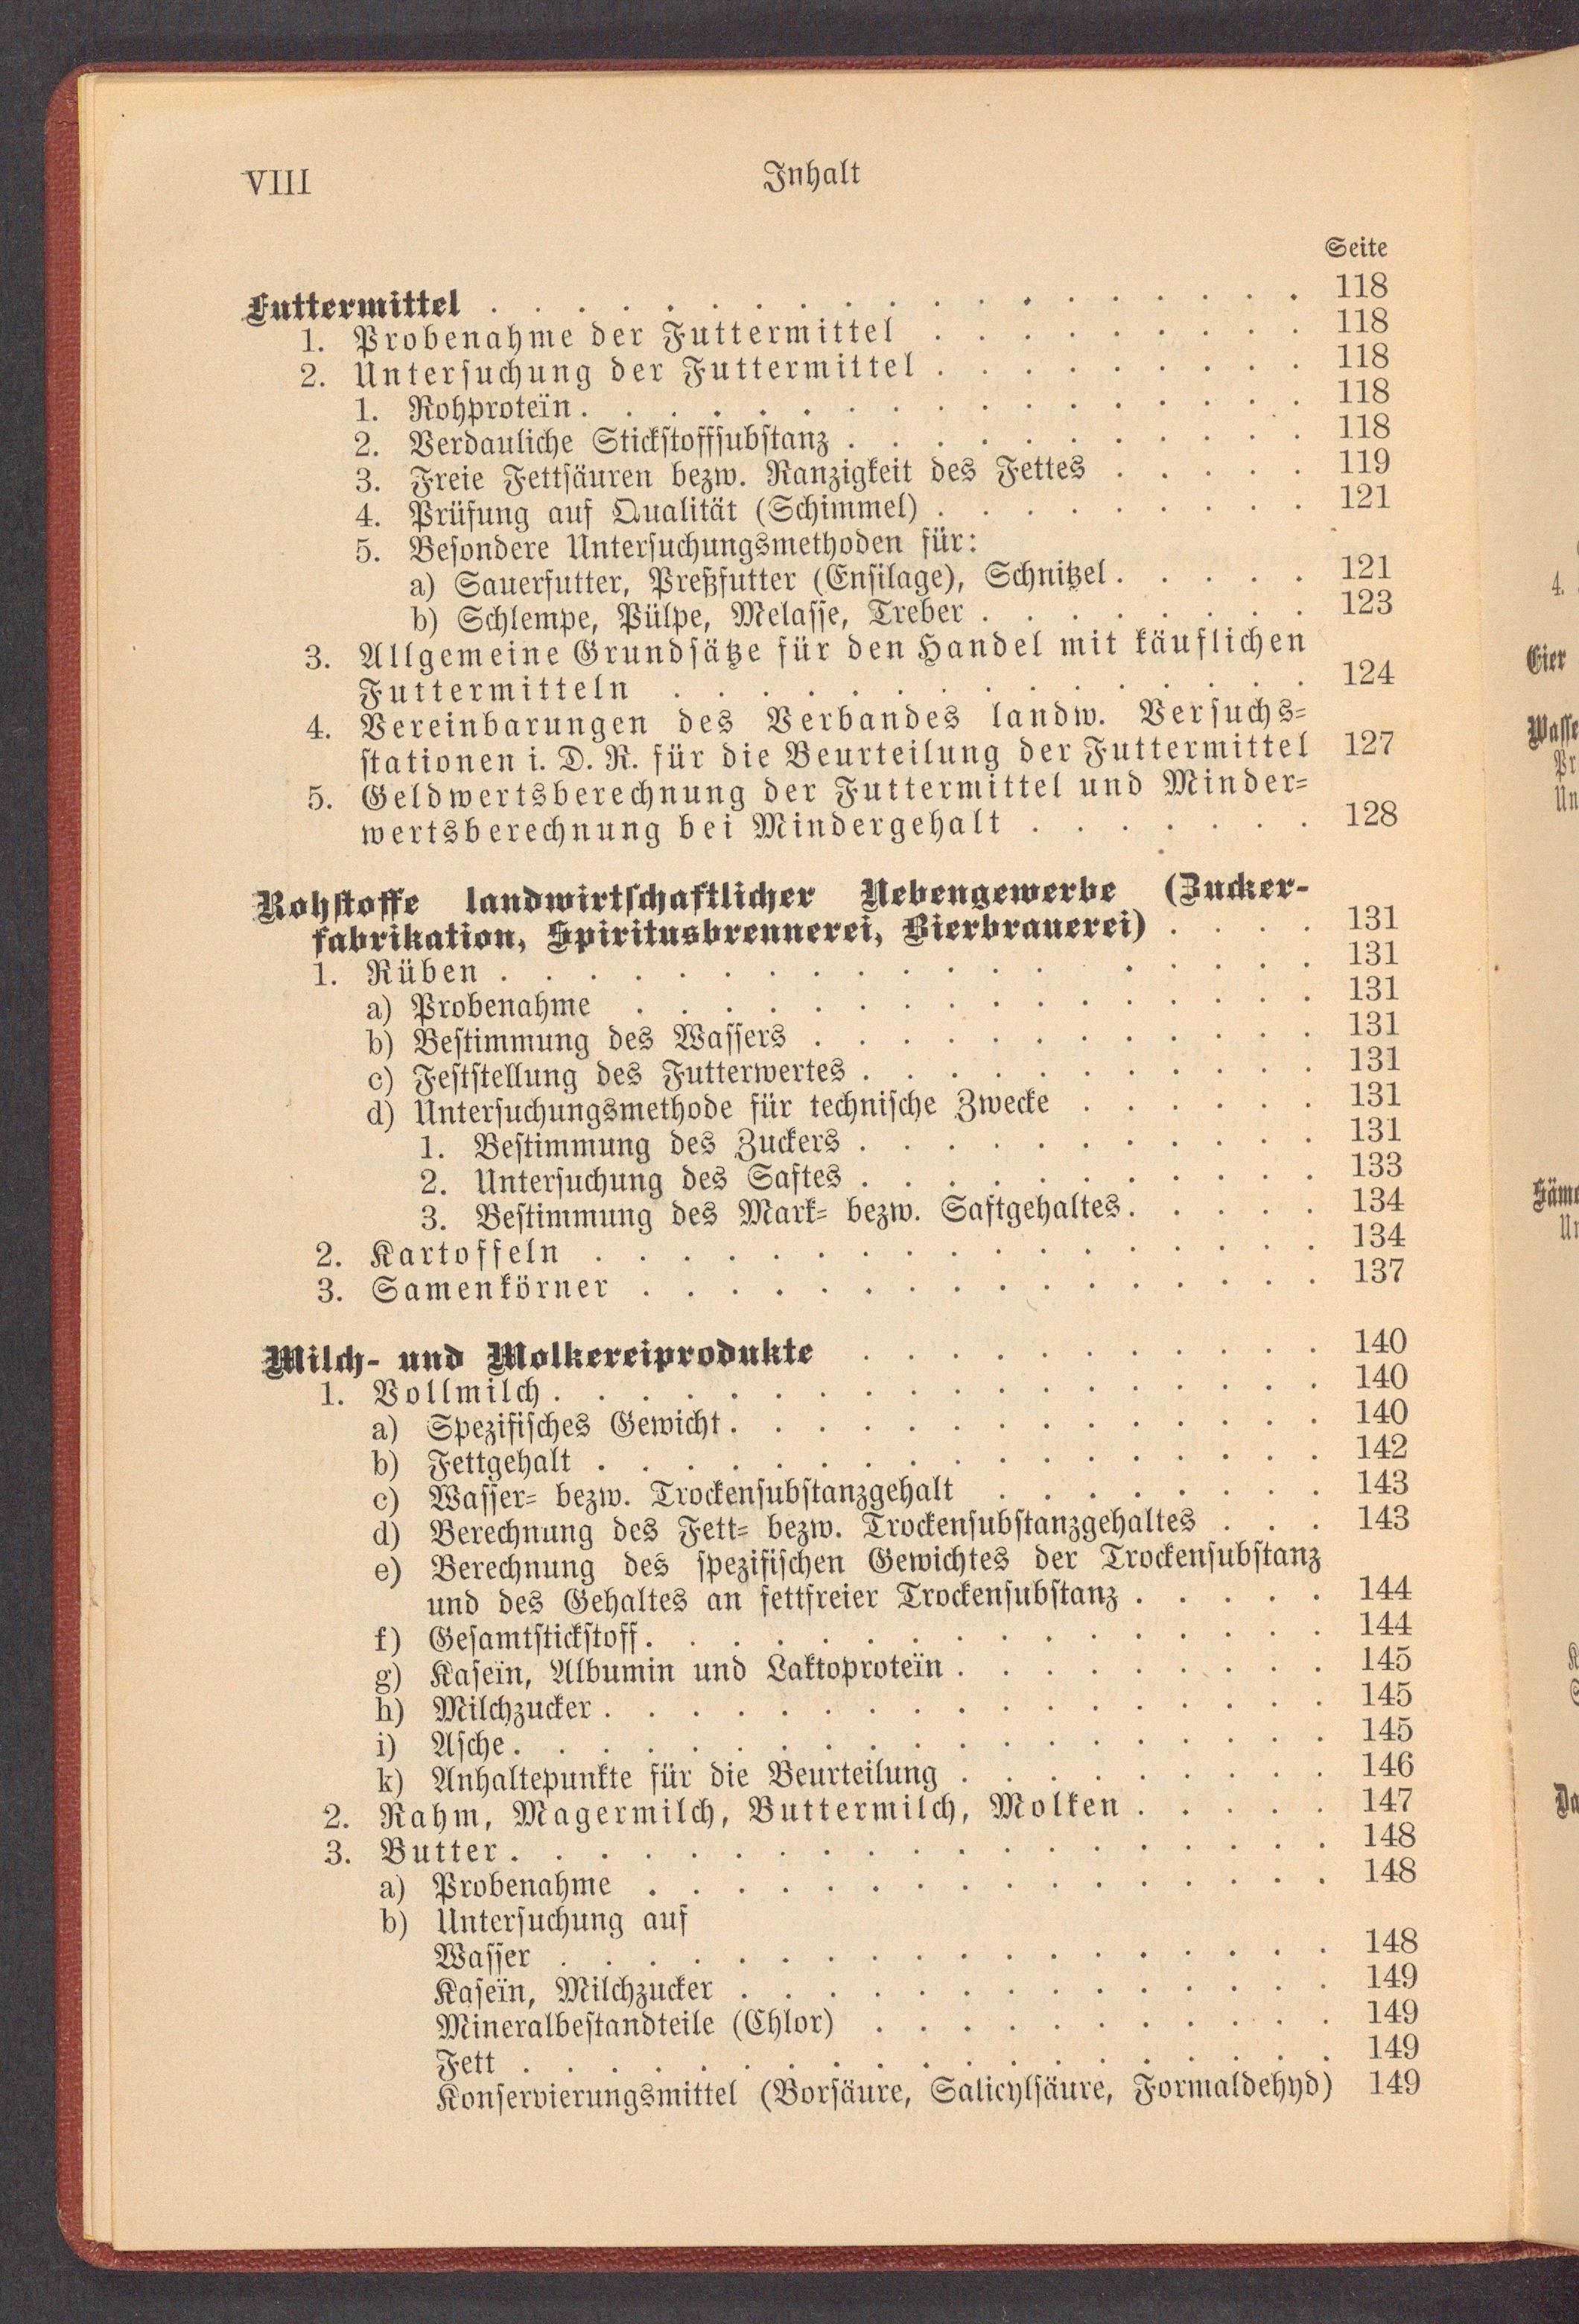 VIII Inhalt
Seite
Futtermittel . . . . . . . . . . . . . . . . . . . 118
1. Probenahme der Futtermittel . . . . . . . . . 118
2. Untersuchung der Futtermittel . . . . . . . . . 118
1. Rohproteïn . . . . . . . . . . . . . . . . . 118
2. Verdauliche Stickstoffsubstanz . . . . . . . . . . . 118
3. Freie Fettsäuren bezw. Ranzigkeit des Fettes . . . . . 119
4. Prüfung auf Qualität (Schimmel) . . . . . . . . . 121
5. Besondere Untersuchungsmethoden für:
a) Sauerfutter, Preßfutter (Ensilage), Schnitzel . . . . . 121
b) Schlempe, Pülpe, Melasse, Treber . . . . . . . . 123
3. Allgemeine Grundsätze für den Handel mit käuflichen
Futtermitteln . . . . . . . . . . . . . . . 124
4. Vereinbarungen des Verbandes landw. Versuchs-
stationen i. D. R. für die Beurteilung der Futtermittel 127
5. Geldwertsberechnung der Futtermittel und Minder-
wertsberechnung bei Mindergehalt . . . . . . . 128
Rohstoffe landwirtschaftlicher Nebengewerbe (Zucker-
fabrikation, Spiritusbrennerei, Bierbrauerei) . . . . 131
1. Rüben . . . . . . . . . . . . . . . . . . . 131
a) Probenahme . . . . . . . . . . . . . . . . 131
b) Bestimmung des Wassers . . . . . . . . . . . . 131
c) Feststellung des Futterwertes . . . . . . . . . . . 131
d) Untersuchungsmethode für technische Zwecke . . . . . . 131
1. Bestimmung des Zuckers . . . . . . . . . . . 131
2. Untersuchung des Saftes . . . . . . . . . . . 133
3. Bestimmung des Mark- bezw. Saftgehaltes . . . . . 134
2. Kartoffeln . . . . . . . . . . . . . . . . . 134
3. Samenkörner . . . . . . . . . . . . . . . . 137
Milch- und Molkereiprodukte . . . . . . . . . . . 140
1. Vollmilch . . . . . . . . . . . . . . . . . . 140
a) Spezifisches Gewicht . . . . . . . . . . . . . . 140
b) Fettgehalt . . . . . . . . . . . . . . . . . 142
c) Wasser- bezw. Trockensubstanzgehalt . . . . . . . . 143
d) Berechnung des Fett- bezw. Trockensubstanzgehaltes . . . 143
e) Berechnung des spezifischen Gewichtes der Trockensubstanz
und des Gehaltes an fettfreier Trockensubstanz . . . . . 144
f) Gesamtstickstoff . . . . . . . . . . . . . . . . 144
g) Kaseïn, Albumin und Laktoproteïn . . . . . . . . . 145
h) Milchzucker . . . . . . . . . . . . . . . . . 145
i) Asche . . . . . . . . . . . . . . . . . . . 145
k) Anhaltepunkte für die Beurteilung . . . . . . . . . 146
2. Rahm, Magermilch, Buttermilch, Molken . . . . . 147
3. Butter . . . . . . . . . . . . . . . . . . . 148
a) Probenahme . . . . . . . . . . . . . . . . 148
b) Untersuchung auf
Wasser . . . . . . . . . . . . . . . . . . 148
Kaseïn, Milchzucker . . . . . . . . . . . . . . 149
Mineralbestandteile (Chlor) . . . . . . . . . . . 149
Fett . . . . . . . . . . . . . . . . . . . 149
Konservierungsmittel (Borsäure, Salicylsäure, Formaldehyd) 149
4.
Eier